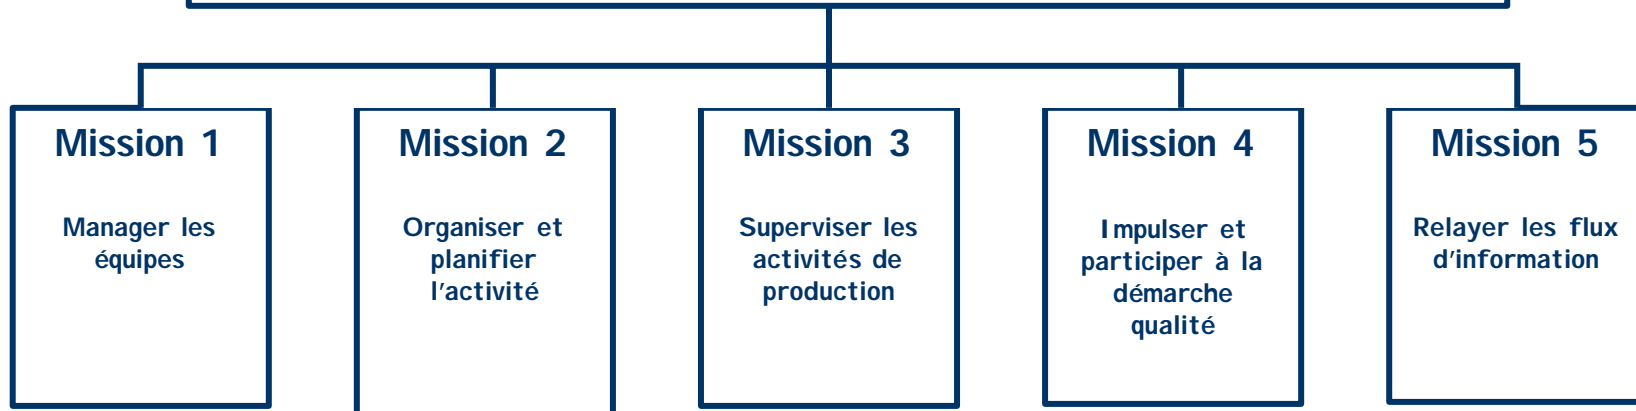 Mission 1
Manager les
équipes
Mission 2
Organiser et
planifier
l'activité
Mission 3
Superviser les
activités de
production
Mission 4
Impulser et
participer à la
démarche
qualité
Mission 5
Relayer les flux
d'information